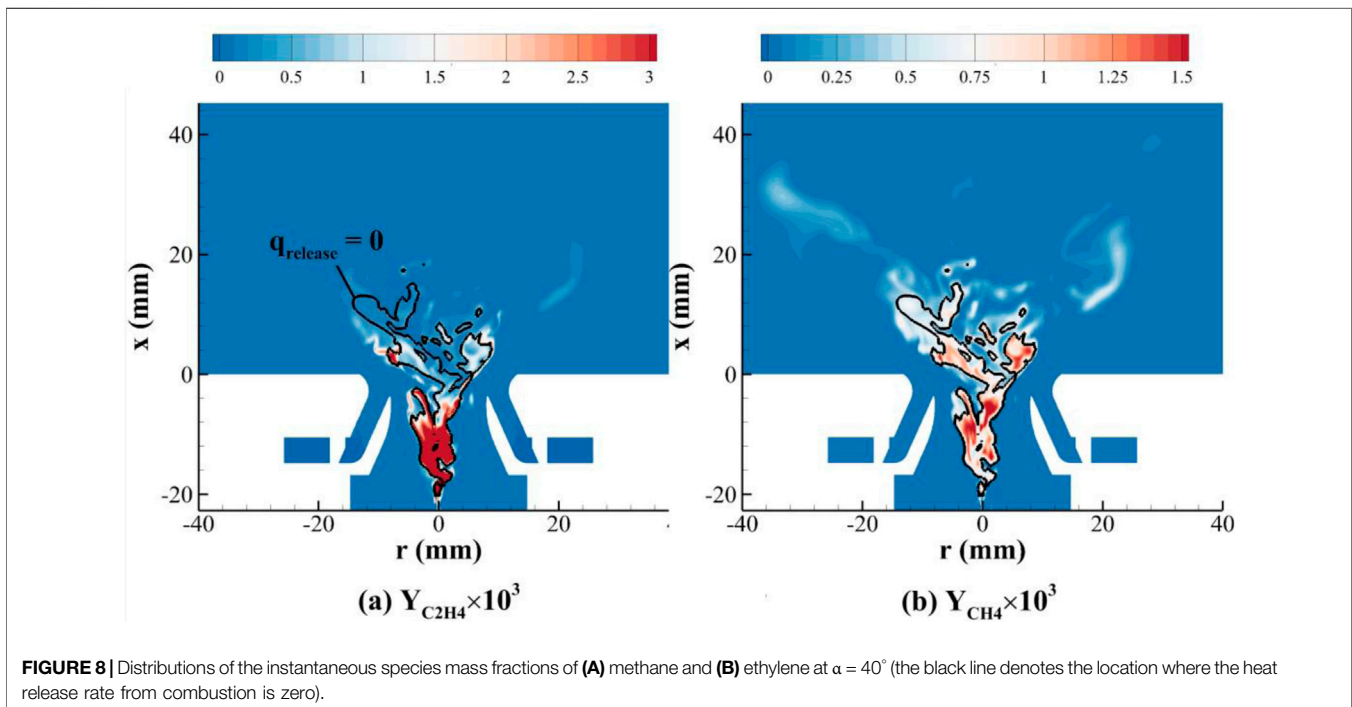 0 0.5 1 1.5 2 2.5 3
0 0.25 0.5 0.75 1 1.25 1.5
40
20
0
-20
x (mm)
q_release = 0
-40 -20 0 20
r (mm)
(a) Y_C2H4×10^3
40
20
0
-20
x (mm)
-40 -20 0 20 40
r (mm)
(b) Y_CH4×10^3
FIGURE 8 | Distributions of the instantaneous species mass fractions of (A) methane and (B) ethylene at α = 40° (the black line denotes the location where the heat
release rate from combustion is zero).